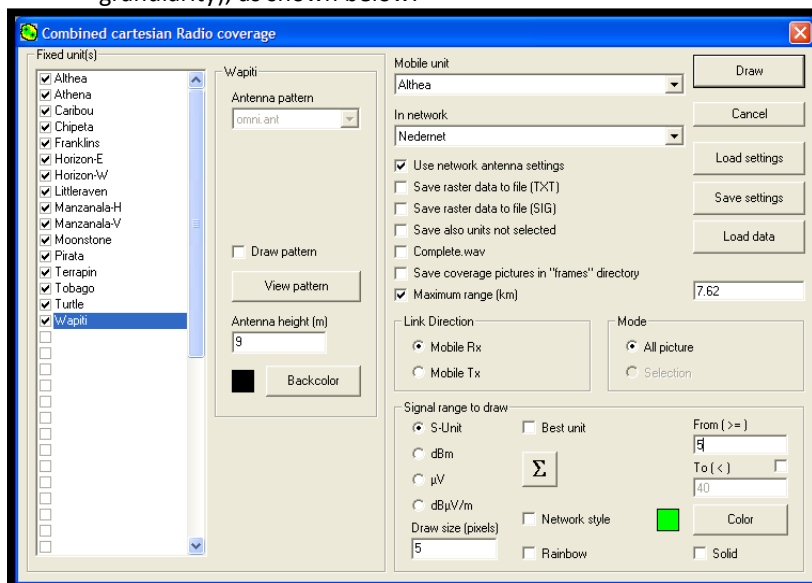 granularity), as shown below:
Combined cartesian Radio coverage
Fixed unit(s)
Althea
Athena
Caribou
Chipeta
Franklins
Horizon-E
Horizon-W
Littleraven
Manzanala-H
Manzanala-V
Moonstone
Pirata
Terrapin
Tobago
Turtle
Wapiti
Wapiti
Antenna pattern
omni.ant
Draw pattern
View pattern
Antenna height (m)
9
Backcolor
Mobile unit
Althea
In network
Nedernet
Use network antenna settings
Save raster data to file (TXT)
Save raster data to file (SIG)
Save also units not selected
Complete.wav
Save coverage pictures in "frames" directory
Maximum range (km)
7.62
Draw
Cancel
Load settings
Save settings
Load data
Link Direction
Mobile Rx
Mobile Tx
Mode
All picture
Selection
Signal range to draw
S-Unit
dBm
µV
dBµV/m
Draw size (pixels)
5
Best unit
Σ
Network style
Rainbow
From ( >= )
5
To ( < )
40
Color
Solid